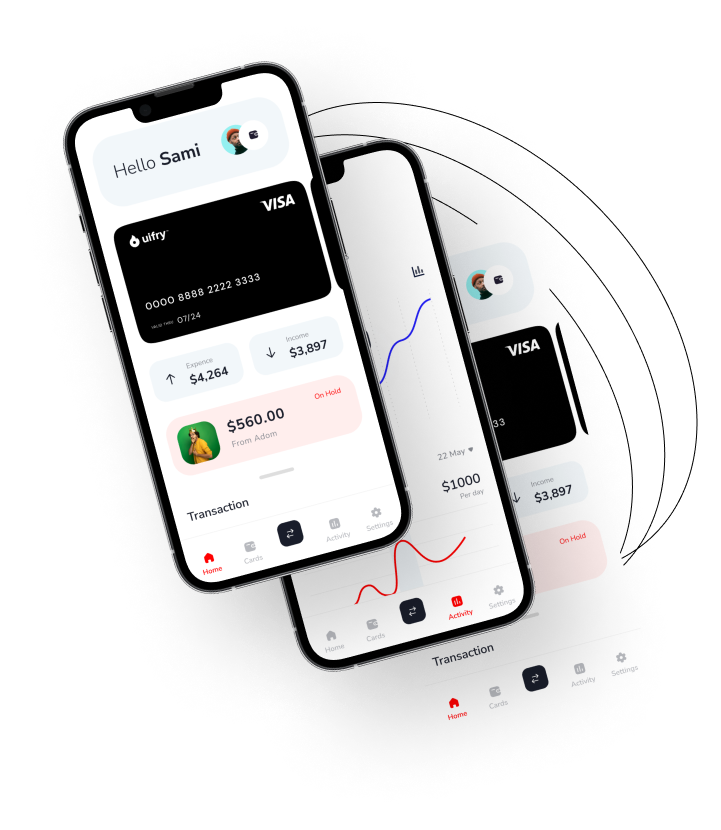 Hello Sami
uifry™
VISA
0000 8888 2222 3333
VALID THRU 07/24
Expence
$4,264
Income
$3,897
On Hold
$560.00
From Adom
Transaction
Home
Cards
Activity
Settings
22 May
$1000
Per day
Home
Cards
Activity
Settings
VISA
33
Income
$3,897
On Hold
Transaction
Home
Cards
Activity
Settings